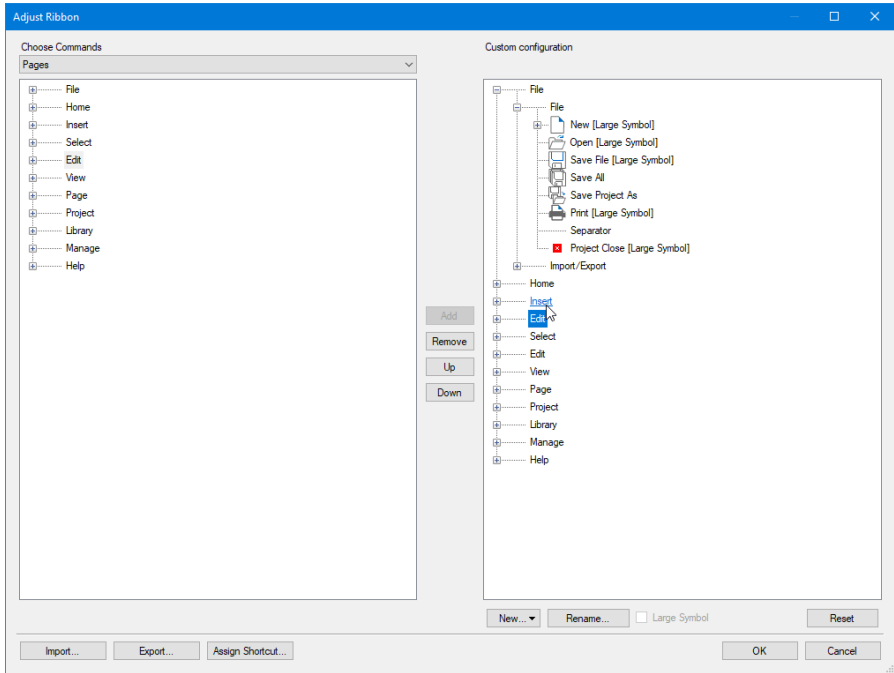 Adjust Ribbon
Choose Commands
Custom configuration
Pages
File
Home
Insert
Select
Edit
View
Page
Project
Library
Manage
Help
Add
Remove
Up
Down
File
File
New [Large Symbol]
Open [Large Symbol]
Save File [Large Symbol]
Save All
Save Project As
Print [Large Symbol]
Separator
Project Close [Large Symbol]
Import/Export
Home
Insert
Edit
Select
Edit
View
Page
Project
Library
Manage
Help
New...
Rename...
Large Symbol
Reset
Import...
Export...
Assign Shortcut...
OK
Cancel